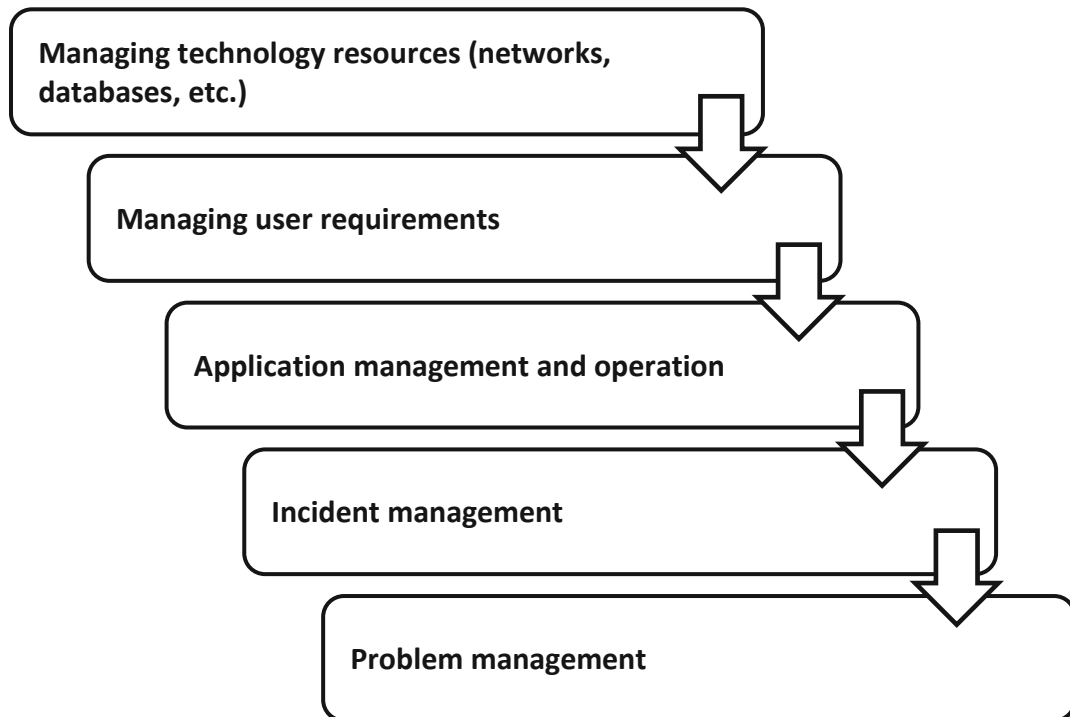 Managing technology resources (networks,
databases, etc.)
Managing user requirements
Application management and operation
Incident management
Problem management